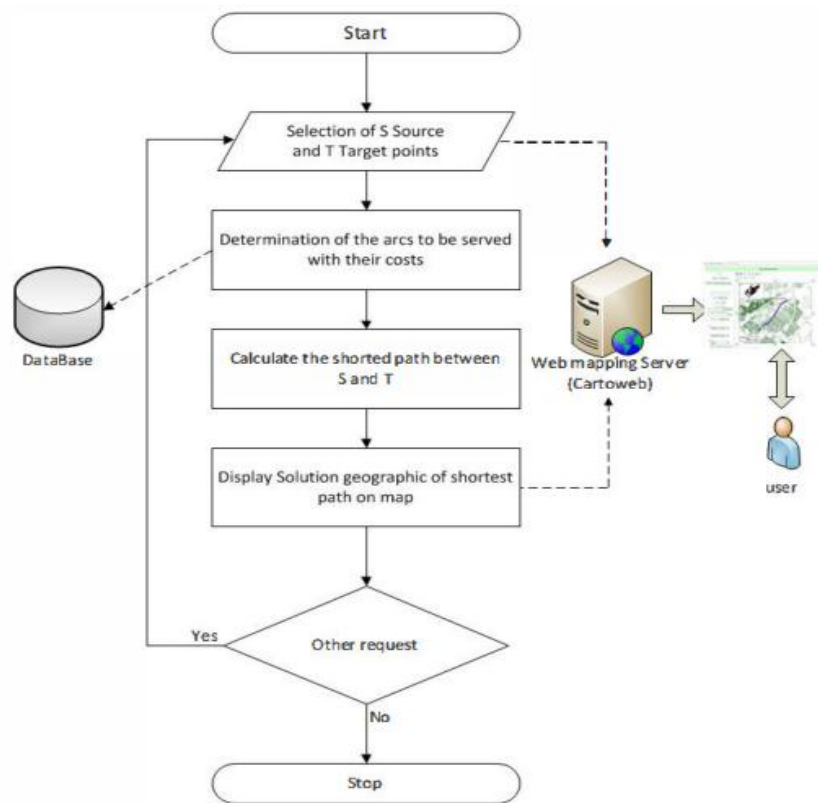 Start
Selection of S Source
and T Target points
Determination of the arcs to be served
with their costs
DataBase
Calculate the shorted path between
S and T
Web mapping Server
(Cartoweb)
Display Solution geographic of shortest
path on map
user
Yes
Other request
No
Stop